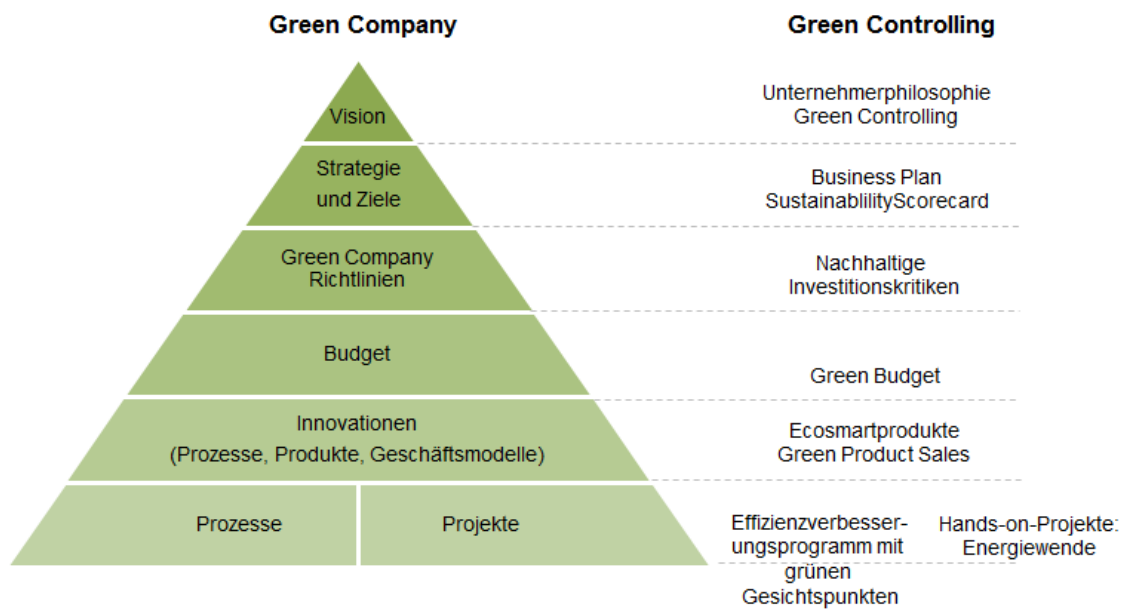 Green Company
Green Controlling
Vision
Unternehmerphilosophie
Green Controlling
Strategie
und Ziele
Business Plan
SustainablilityScorecard
Green Company
Richtlinien
Nachhaltige
Investitionskritiken
Budget
Green Budget
Innovationen
(Prozesse, Produkte, Geschäftsmodelle)
Ecosmartprodukte
Green Product Sales
Prozesse
Projekte
Effizienzverbesser-
ungsprogramm mit
grünen
Gesichtspunkten
Hands-on-Projekte:
Energiewende